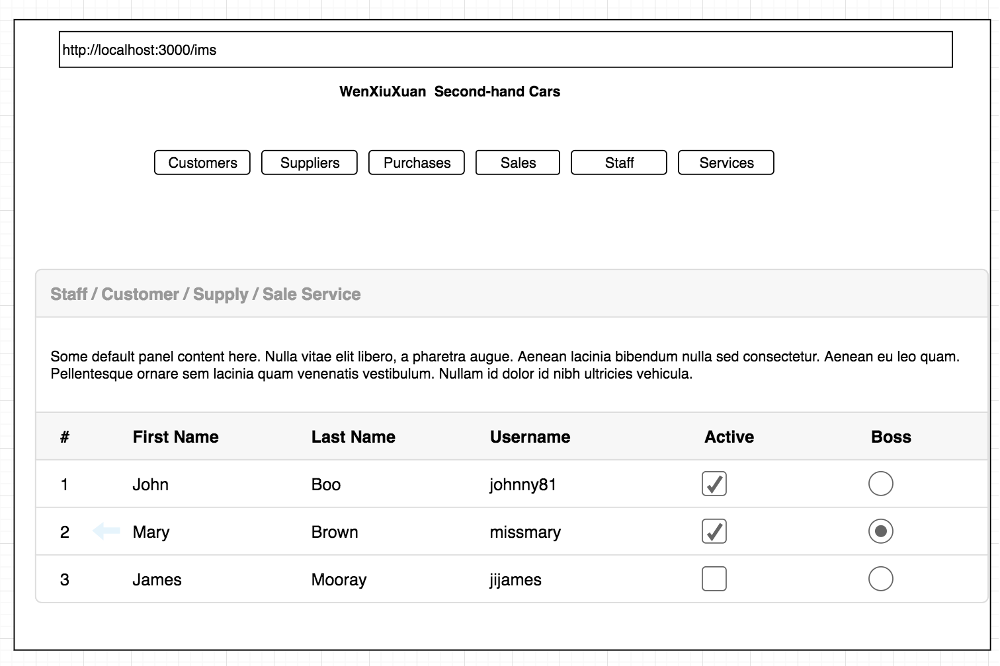 http://localhost:3000/ims
WenXiuXuan  Second-hand Cars
Customers Suppliers Purchases Sales Staff Services
Staff / Customer / Supply / Sale Service
Some default panel content here. Nulla vitae elit libero, a pharetra augue. Aenean lacinia bibendum nulla sed consectetur. Aenean eu leo quam.
Pellentesque ornare sem lacinia quam venenatis vestibulum. Nullam id dolor id nibh ultricies vehicula.
# First Name Last Name Username Active Boss
1 John Boo johnny81
2 Mary Brown missmary
3 James Mooray jijames